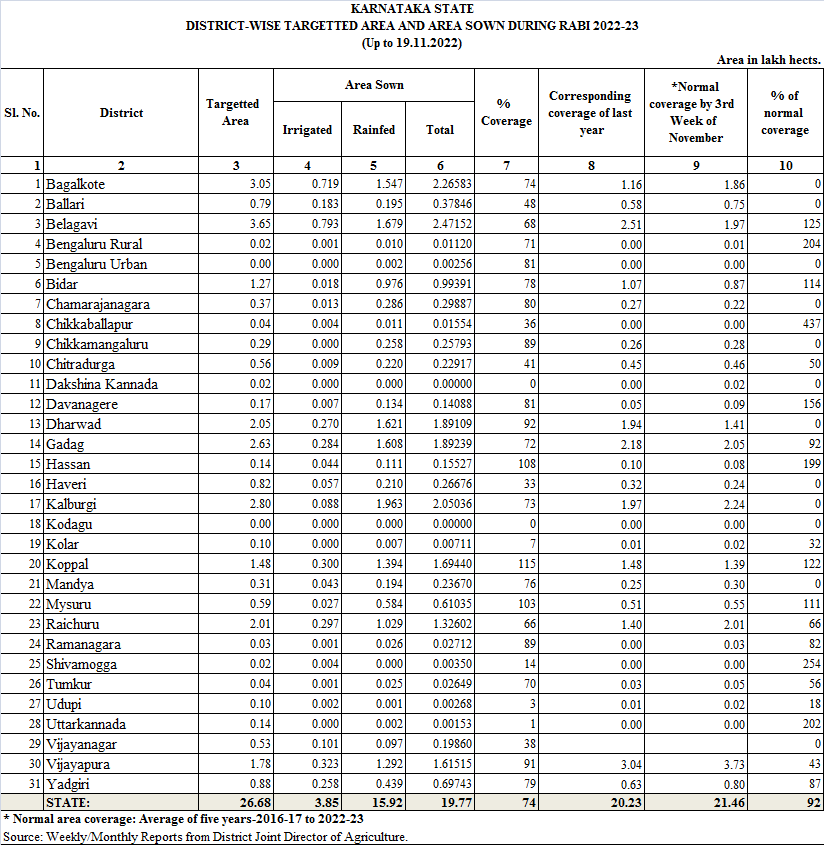 KARNATAKA STATE
DISTRICT-WISE TARGETTED AREA AND AREA SOWN DURING RABI 2022-23
(Up to 19.11.2022)
Area in lakh hects.
Sl. No. District Targetted Area Area Sown % Coverage Corresponding coverage of last year *Normal coverage by 3rd Week of November % of normal coverage
Irrigated Rainfed Total
1 2 3 4 5 6 7 8 9 10
1 Bagalkote 3.05 0.719 1.547 2.26583 74 1.16 1.86 0
2 Ballari 0.79 0.183 0.195 0.37846 48 0.58 0.75 0
3 Belagavi 3.65 0.793 1.679 2.47152 68 2.51 1.97 125
4 Bengaluru Rural 0.02 0.001 0.010 0.01120 71 0.00 0.01 204
5 Bengaluru Urban 0.00 0.000 0.002 0.00256 81 0.00 0.00 0
6 Bidar 1.27 0.018 0.976 0.99391 78 1.07 0.87 114
7 Chamarajanagara 0.37 0.013 0.286 0.29887 80 0.27 0.22 0
8 Chikkaballapur 0.04 0.004 0.011 0.01554 36 0.00 0.00 437
9 Chikkamangaluru 0.29 0.000 0.258 0.25793 89 0.26 0.28 0
10 Chitradurga 0.56 0.009 0.220 0.22917 41 0.45 0.46 50
11 Dakshina Kannada 0.02 0.000 0.000 0.00000 0 0.00 0.02 0
12 Davanagere 0.17 0.007 0.134 0.14088 81 0.05 0.09 156
13 Dharwad 2.05 0.270 1.621 1.89109 92 1.94 1.41 0
14 Gadag 2.63 0.284 1.608 1.89239 72 2.18 2.05 92
15 Hassan 0.14 0.044 0.111 0.15527 108 0.10 0.08 199
16 Haveri 0.82 0.057 0.210 0.26676 33 0.32 0.24 0
17 Kalburgi 2.80 0.088 1.963 2.05036 73 1.97 2.24 0
18 Kodagu 0.00 0.000 0.000 0.00000 0 0.00 0.00 0
19 Kolar 0.10 0.000 0.007 0.00711 7 0.01 0.02 32
20 Koppal 1.48 0.300 1.394 1.69440 115 1.48 1.39 122
21 Mandya 0.31 0.043 0.194 0.23670 76 0.25 0.30 0
22 Mysuru 0.59 0.027 0.584 0.61035 103 0.51 0.55 111
23 Raichuru 2.01 0.297 1.029 1.32602 66 1.40 2.01 66
24 Ramanagara 0.03 0.001 0.026 0.02712 89 0.00 0.03 82
25 Shivamogga 0.02 0.004 0.000 0.00350 14 0.00 0.00 254
26 Tumkur 0.04 0.001 0.025 0.02649 70 0.03 0.05 56
27 Udupi 0.10 0.002 0.001 0.00268 3 0.01 0.02 18
28 Uttarkannada 0.14 0.000 0.002 0.00153 1 0.00 0.00 202
29 Vijayanagar 0.53 0.101 0.097 0.19860 38 0
30 Vijayapura 1.78 0.323 1.292 1.61515 91 3.04 3.73 43
31 Yadgiri 0.88 0.258 0.439 0.69743 79 0.63 0.80 87
STATE: 26.68 3.85 15.92 19.77 74 20.23 21.46 92
* Normal area coverage: Average of five years-2016-17 to 2022-23
Source: Weekly/Monthly Reports from District Joint Director of Agriculture.